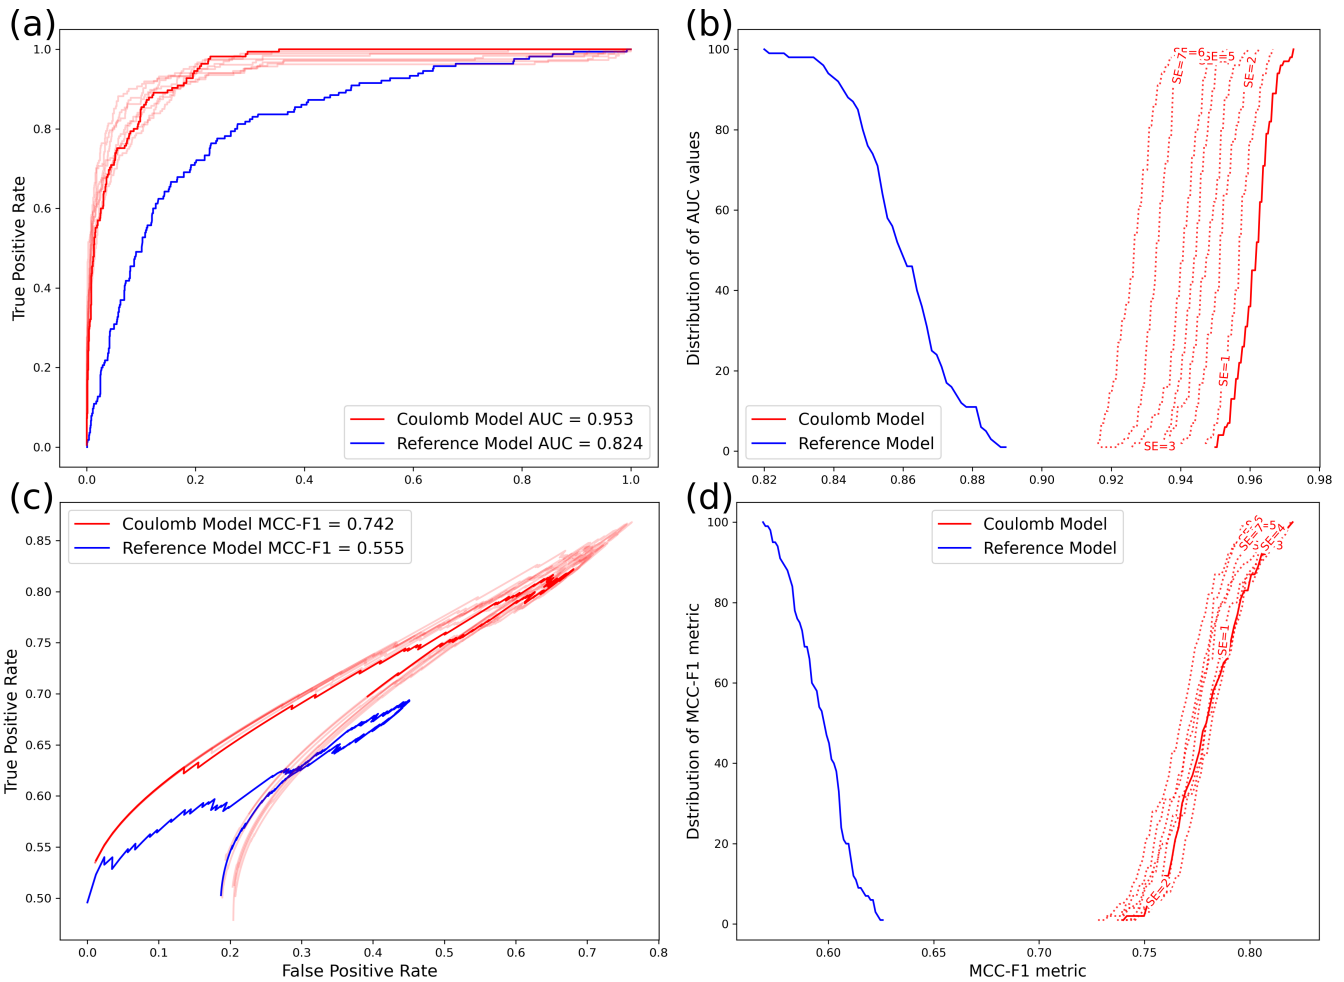 (a)
True Positive Rate
1.0
0.8
0.6
0.4
0.2
0.0
Coulomb Model AUC = 0.953
Reference Model AUC = 0.824
0.0 0.2 0.4 0.6 0.8 1.0
(b)
Distribution of of AUC values
100
80
60
40
20
0
SE=7
SE=6
SE=5
SE=2
SE=1
SE=3
Coulomb Model
Reference Model
0.82 0.84 0.86 0.88 0.90 0.92 0.94 0.96 0.98
(c)
True Positive Rate
0.85
0.80
0.75
0.70
0.65
0.60
0.55
0.50
Coulomb Model MCC-F1 = 0.742
Reference Model MCC-F1 = 0.555
0.0 0.1 0.2 0.3 0.4 0.5 0.6 0.7 0.8
False Positive Rate
(d)
Dstribution of MCC-F1 metric
100
80
60
40
20
0
Coulomb Model
Reference Model
SE=7
SE=4
SE=1
SE=2
0.60 0.65 0.70 0.75 0.80
MCC-F1 metric